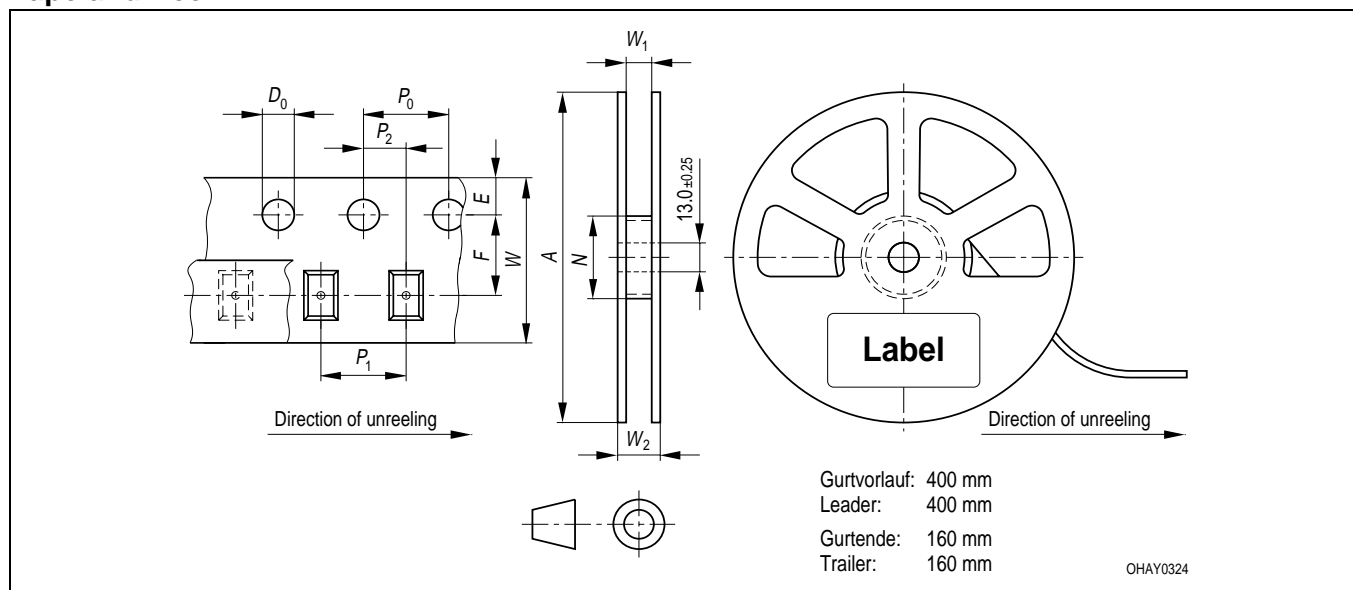 W₁
D₀
P₀
P₂
E
F
W
A
N
13.0 ±0.25
P₁
W₂
Label
Direction of unreeling
Direction of unreeling
Gurtvorlauf: 400 mm
Leader: 400 mm
Gurtende: 160 mm
Trailer: 160 mm
OHAY0324